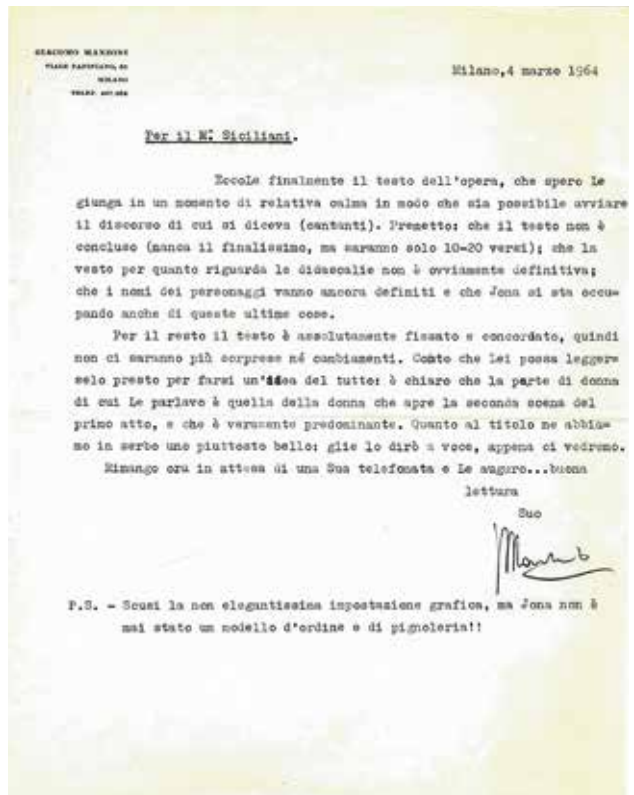 GIACOMO MANZONI
VIALE PAPINIANO,
MILANO
TELEF.
Milano,4 marzo 1964
Per il M° Siciliani.
EccoLe finalmente il testo dell'opera, che spero Le
giunga in un momento di relativa calma in modo che sia possibile avviare
il discorso di cui si diceva (cantanti). Premetto: che il testo non è
concluso (manca il finalissimo, ma saranno solo 10-20 versi); che la
veste per quanto riguarda le didascalie non è ovviamente definitiva;
che i nomi dei personaggi vanno ancora definiti e che Jona si sta occu-
pando anche di queste ultime cose.
Per il resto il testo è assolutamente fissato e concordato, quindi
non ci saranno più sorprese né cambiamenti. Conto che Lei possa legger-
selo presto per farsi un'idea del tutto: è chiaro che la parte di donna
di cui Le parlavo è quella della donna che apre la seconda scena del
primo atto, e che è veramente predominante. Quanto al titolo ne abbia-
mo in serbo uno piuttosto bello: glie lo dirò a voce, appena ci vedremo.
Rimango ora in attesa di una Sua telefonata e Le auguro...buona
lettura
Suo
P.S. - Scusi la non elegantissima impostazione grafica, ma Jona non è
mai stato un modello d'ordine e di pignoleria!!